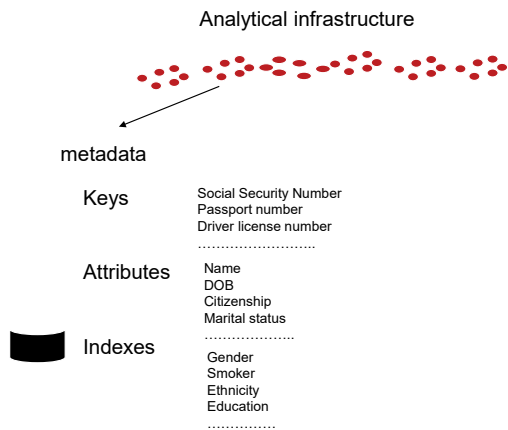 Analytical infrastructure
metadata
Keys
Social Security Number
Passport number
Driver license number
……………………..
Attributes
Name
DOB
Citizenship
Marital status
………………..
Indexes
Gender
Smoker
Ethnicity
Education
……………